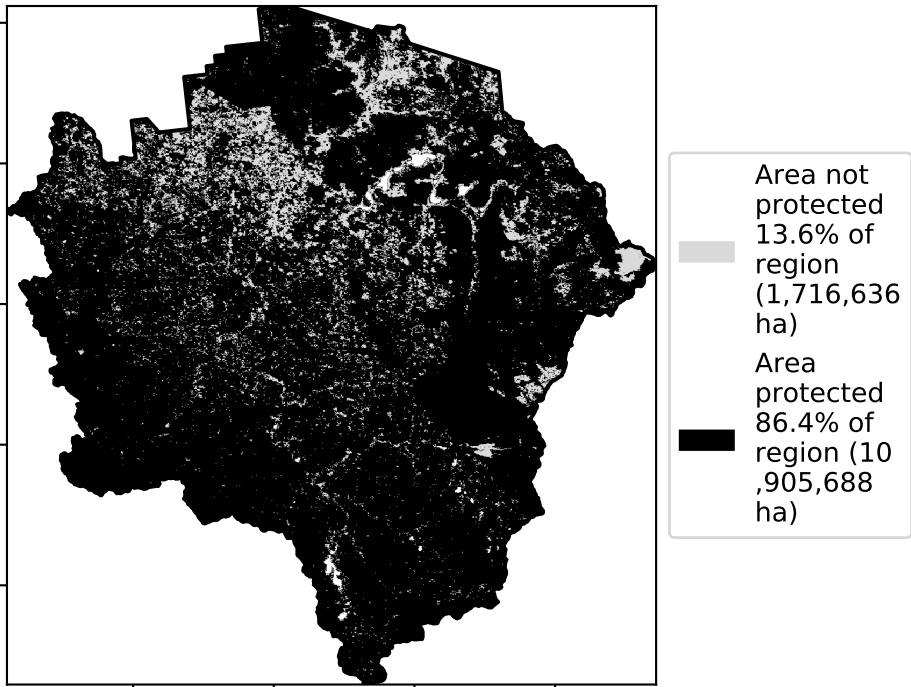 Area not
protected
13.6% of
region
(1,716,636
ha)
Area
protected
86.4% of
region (10
,905,688
ha)